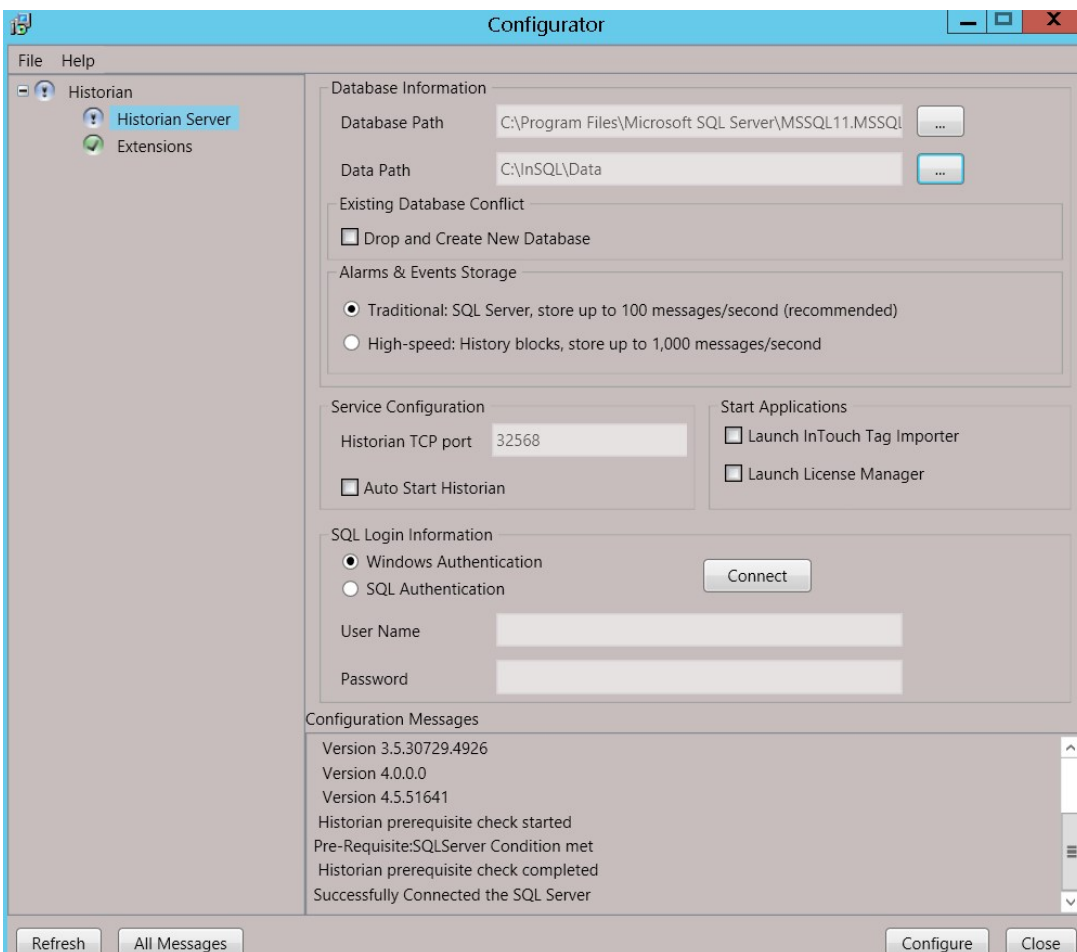 Configurator
X
File Help
Historian
Historian Server
Extensions
Database Information
Database Path C:\Program Files\Microsoft SQL Server\MSSQL11.MSSQL ...
Data Path C:\InSQL\Data ...
Existing Database Conflict
Drop and Create New Database
Alarms & Events Storage
Traditional: SQL Server, store up to 100 messages/second (recommended)
High-speed: History blocks, store up to 1,000 messages/second
Service Configuration
Historian TCP port 32568
Auto Start Historian
Start Applications
Launch InTouch Tag Importer
Launch License Manager
SQL Login Information
Windows Authentication
SQL Authentication
Connect
User Name
Password
Configuration Messages
Version 3.5.30729.4926
Version 4.0.0.0
Version 4.5.51641
Historian prerequisite check started
Pre-Requisite:SQLServer Condition met
Historian prerequisite check completed
Successfully Connected the SQL Server
Refresh All Messages Configure Close